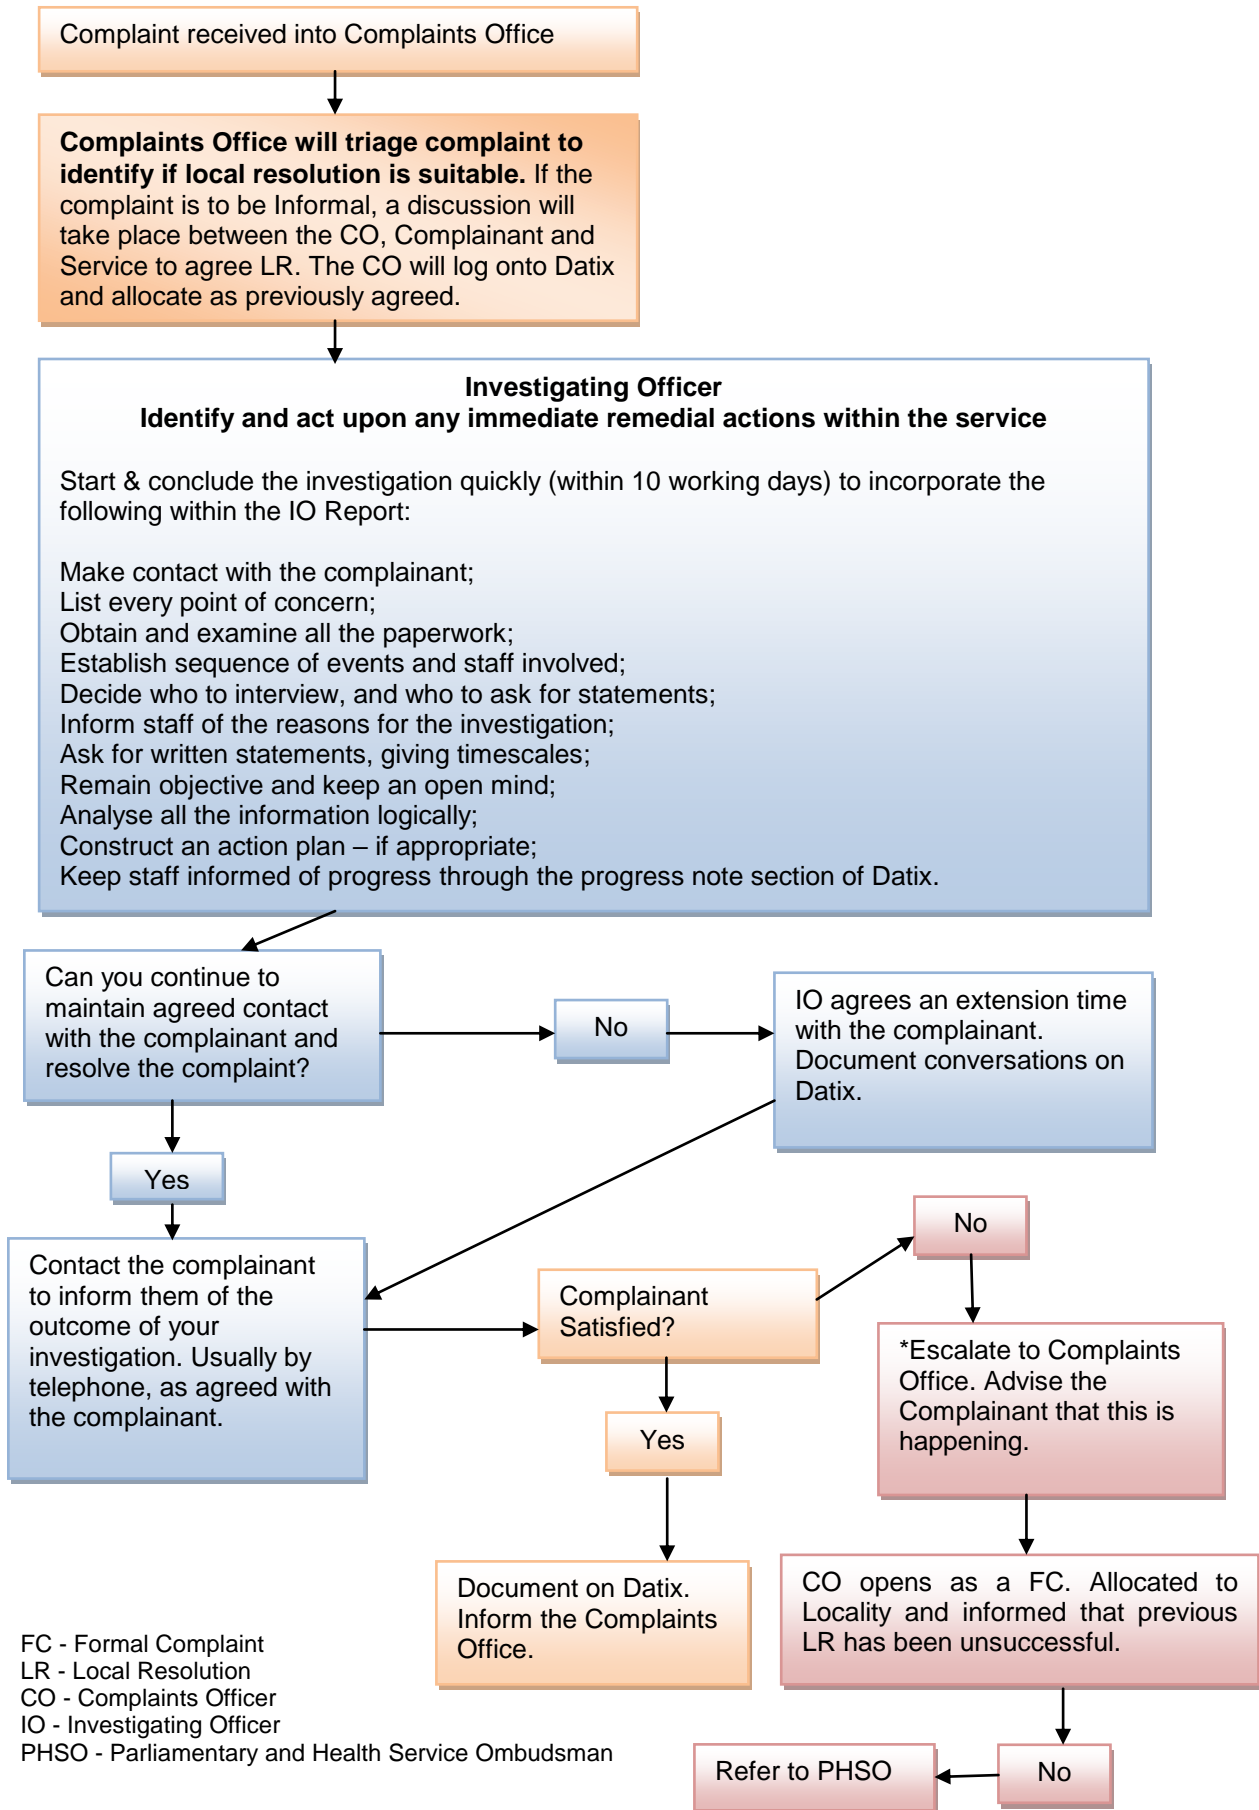 Complaint received into Complaints Office
Complaints Office will triage complaint to
identify if local resolution is suitable. If the
complaint is to be Informal, a discussion will
take place between the CO, Complainant and
Service to agree LR. The CO will log onto Datix
and allocate as previously agreed.
Investigating Officer
Identify and act upon any immediate remedial actions within the service
Start & conclude the investigation quickly (within 10 working days) to incorporate the
following within the IO Report:
Make contact with the complainant;
List every point of concern;
Obtain and examine all the paperwork;
Establish sequence of events and staff involved;
Decide who to interview, and who to ask for statements;
Inform staff of the reasons for the investigation;
Ask for written statements, giving timescales;
Remain objective and keep an open mind;
Analyse all the information logically;
Construct an action plan – if appropriate;
Keep staff informed of progress through the progress note section of Datix.
Can you continue to
maintain agreed contact
with the complainant and
resolve the complaint?
No
IO agrees an extension time
with the complainant.
Document conversations on
Datix.
Yes
Contact the complainant
to inform them of the
outcome of your
investigation. Usually by
telephone, as agreed with
the complainant.
Complainant
Satisfied?
No
*Escalate to Complaints
Office. Advise the
Complainant that this is
happening.
Yes
Document on Datix.
Inform the Complaints
Office.
CO opens as a FC. Allocated to
Locality and informed that previous
LR has been unsuccessful.
No
Refer to PHSO
FC - Formal Complaint
LR - Local Resolution
CO - Complaints Officer
IO - Investigating Officer
PHSO - Parliamentary and Health Service Ombudsman